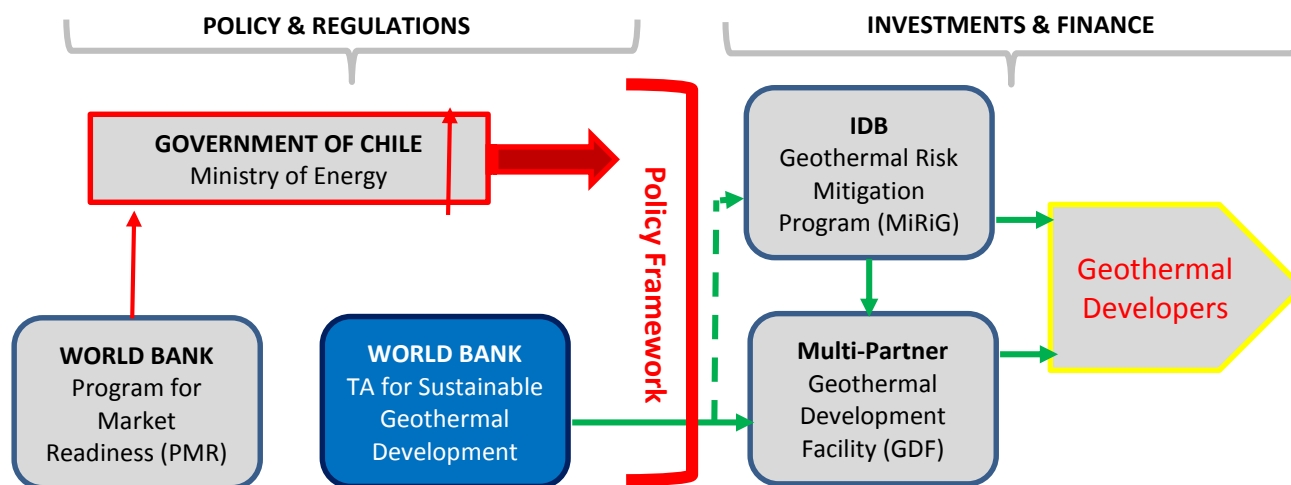 POLICY & REGULATIONS
INVESTMENTS & FINANCE
GOVERNMENT OF CHILE
Ministry of Energy
WORLD BANK
Program for
Market
Readiness (PMR)
WORLD BANK
TA for Sustainable
Geothermal
Development
Policy Framework
IDB
Geothermal Risk
Mitigation
Program (MiRiG)
Multi-Partner
Geothermal
Development
Facility (GDF)
Geothermal
Developers